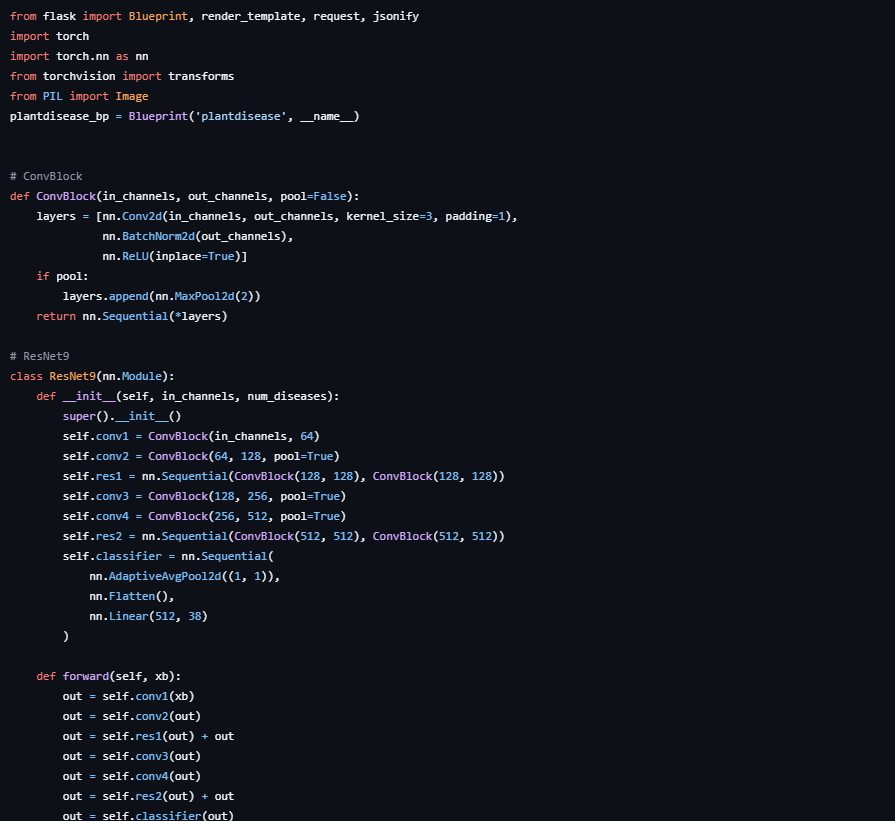 from flask import Blueprint, render_template, request, jsonify
import torch
import torch.nn as nn
from torchvision import transforms
from PIL import Image
plantdisease_bp = Blueprint('plantdisease', __name__)
# ConvBlock
def ConvBlock(in_channels, out_channels, pool=False):
    layers = [nn.Conv2d(in_channels, out_channels, kernel_size=3, padding=1),
              nn.BatchNorm2d(out_channels),
              nn.ReLU(inplace=True)]
    if pool:
        layers.append(nn.MaxPool2d(2))
    return nn.Sequential(*layers)
# ResNet9
class ResNet9(nn.Module):
    def __init__(self, in_channels, num_diseases):
        super().__init__()
        self.conv1 = ConvBlock(in_channels, 64)
        self.conv2 = ConvBlock(64, 128, pool=True)
        self.res1 = nn.Sequential(ConvBlock(128, 128), ConvBlock(128, 128))
        self.conv3 = ConvBlock(128, 256, pool=True)
        self.conv4 = ConvBlock(256, 512, pool=True)
        self.res2 = nn.Sequential(ConvBlock(512, 512), ConvBlock(512, 512))
        self.classifier = nn.Sequential(
            nn.AdaptiveAvgPool2d((1, 1)),
            nn.Flatten(),
            nn.Linear(512, 38)
        )
    def forward(self, xb):
        out = self.conv1(xb)
        out = self.conv2(out)
        out = self.res1(out) + out
        out = self.conv3(out)
        out = self.conv4(out)
        out = self.res2(out) + out
        out = self.classifier(out)